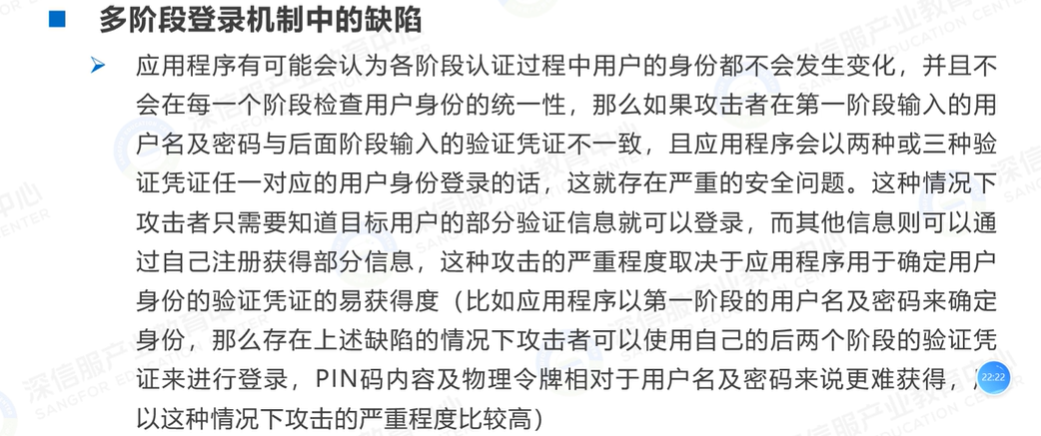 多阶段登录机制中的缺陷
应用程序有可能会认为各阶段认证过程中用户的身份都不会发生变化，并且不
会在每一个阶段检查用户身份的统一性，那么如果攻击者在第一阶段输入的用
户名及密码与后面阶段输入的验证凭证不一致，且应用程序会以两种或三种验
证凭证任一对应的用户身份登录的话，这就存在严重的安全问题。这种情况下
攻击者只需要知道目标用户的部分验证信息就可以登录，而其他信息则可以通
过自己注册获得部分信息，这种攻击的严重程度取决于应用程序用于确定用户
身份的验证凭证的易获得度（比如应用程序以第一阶段的用户名及密码来确定
身份，那么存在上述缺陷的情况下攻击者可以使用自己的后两个阶段的验证凭
证来进行登录，PIN码内容及物理令牌相对于用户名及密码来说更难获得，
22:22
以这种情况下攻击的严重程度比较高）
深信服产业教育中心
SANGFOR EDUCATION CENTER